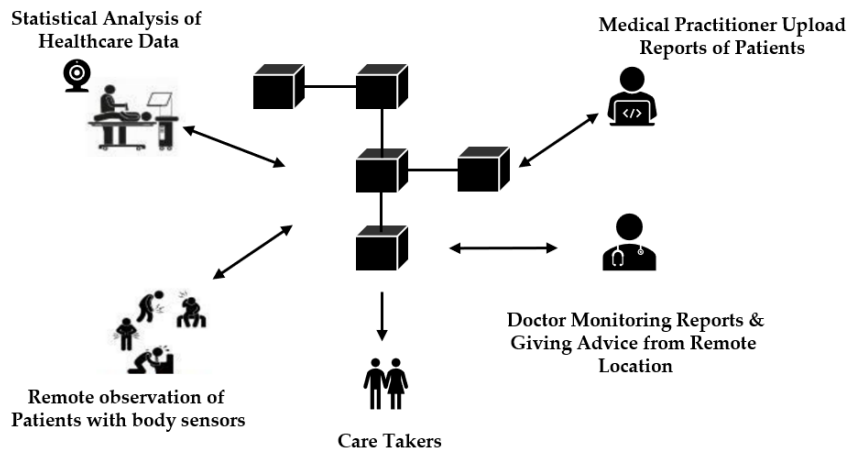 Statistical Analysis of
Healthcare Data
Medical Practitioner Upload
Reports of Patients
</>
Doctor Monitoring Reports &
Giving Advice from Remote
Location
Remote observation of
Patients with body sensors
Care Takers